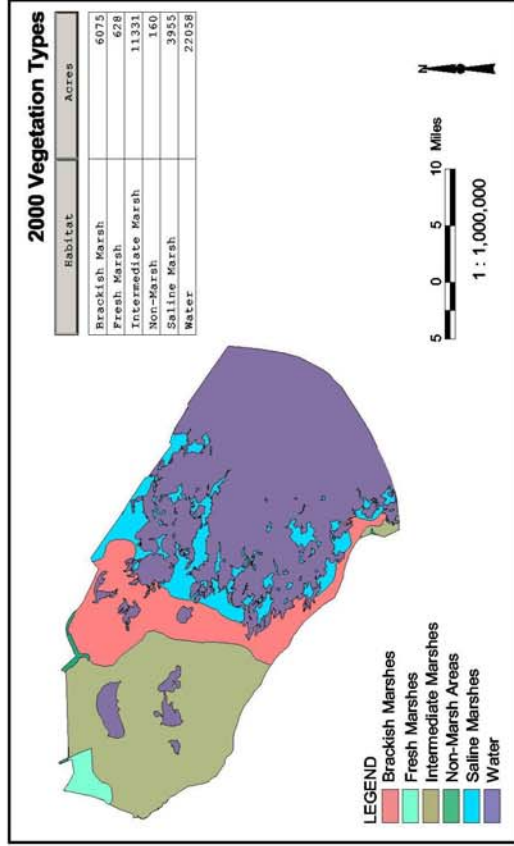 2000 Vegetation Types
Habitat Acres
Brackish Marsh 6075
Fresh Marsh 628
Intermediate Marsh 11331
Non-Marsh 160
Saline Marsh 3955
Water 22058
LEGEND
Brackish Marshes
Fresh Marshes
Intermediate Marshes
Non-Marsh Areas
Saline Marshes
Water
5 0 5 10 Miles
1 : 1,000,000
N